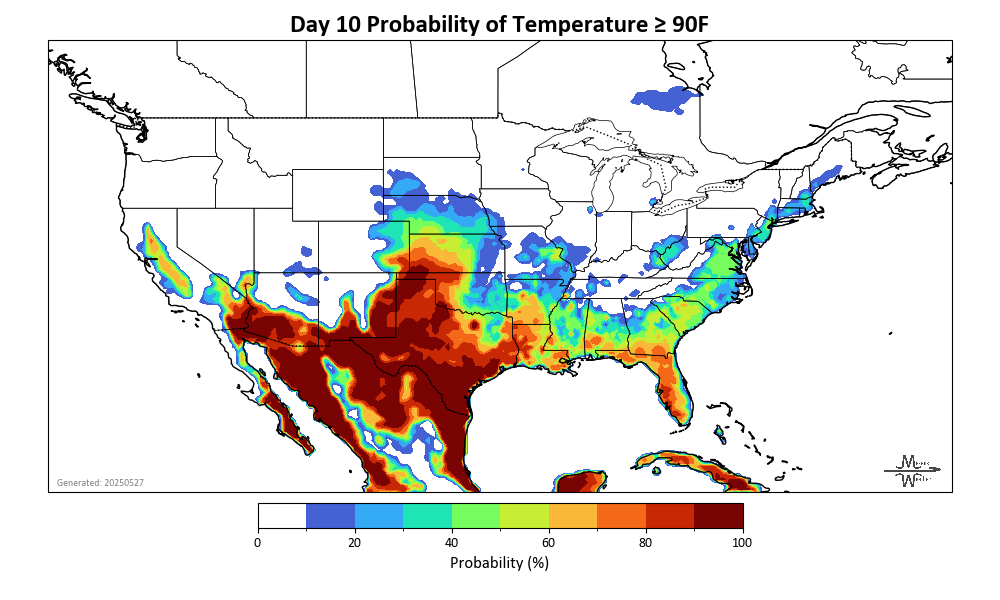 Day 10 Probability of Temperature ≥ 90F
Generated: 20250527
0 20 40 60 80 100
Probability (%)